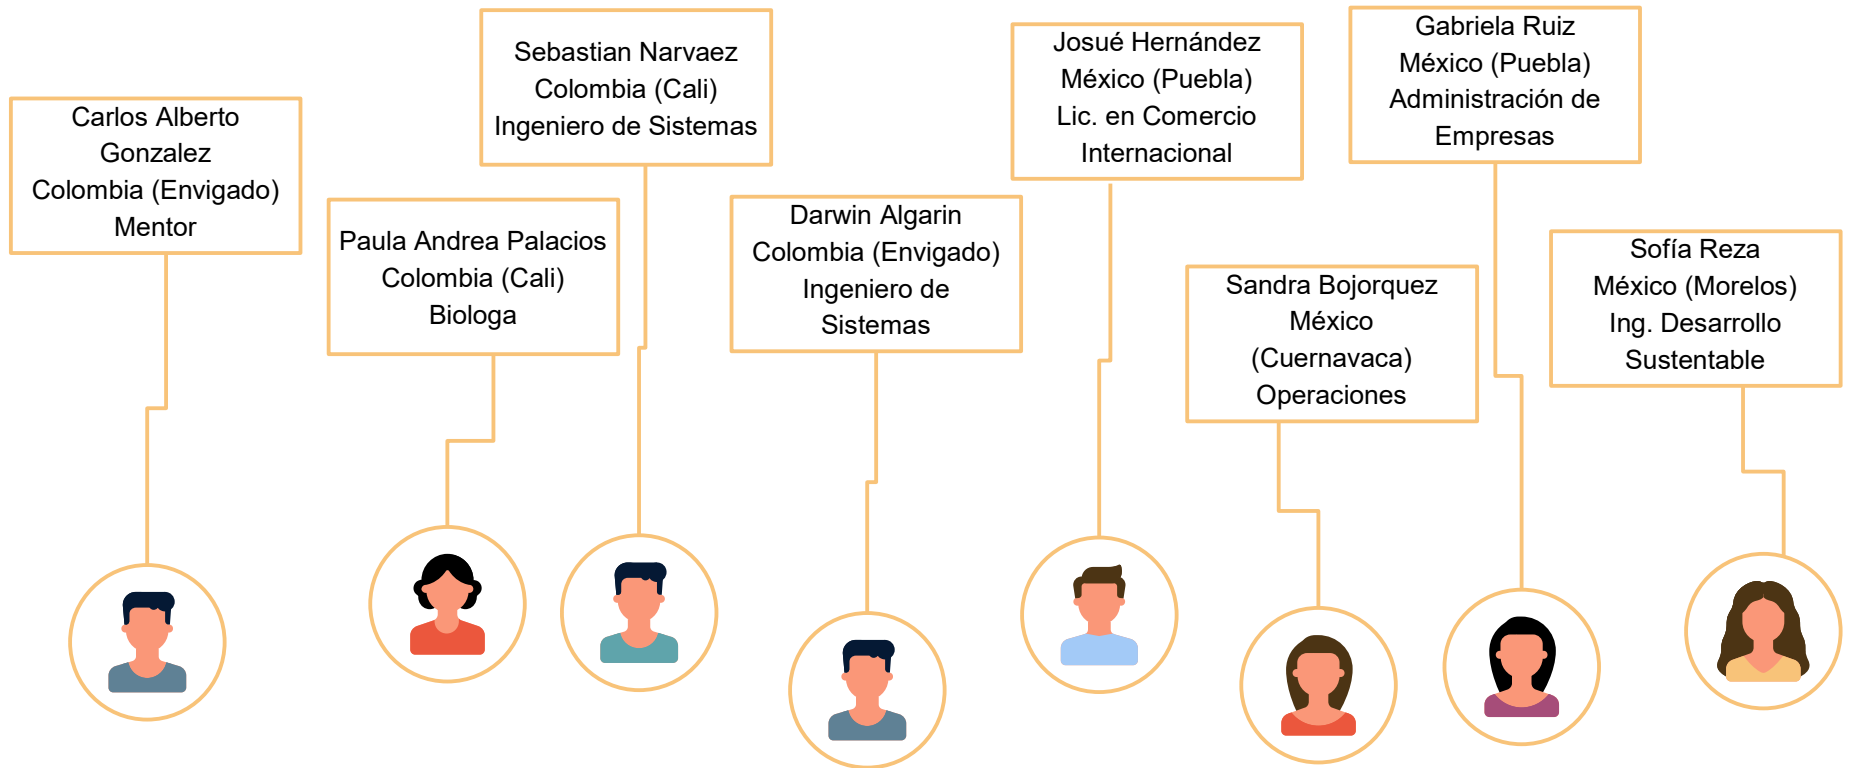 Carlos Alberto
Gonzalez
Colombia (Envigado)
Mentor
Paula Andrea Palacios
Colombia (Cali)
Biologa
Sebastian Narvaez
Colombia (Cali)
Ingeniero de Sistemas
Darwin Algarin
Colombia (Envigado)
Ingeniero de
Sistemas
Josué Hernández
México (Puebla)
Lic. en Comercio
Internacional
Sandra Bojorquez
México
(Cuernavaca)
Operaciones
Gabriela Ruiz
México (Puebla)
Administración de
Empresas
Sofía Reza
México (Morelos)
Ing. Desarrollo
Sustentable